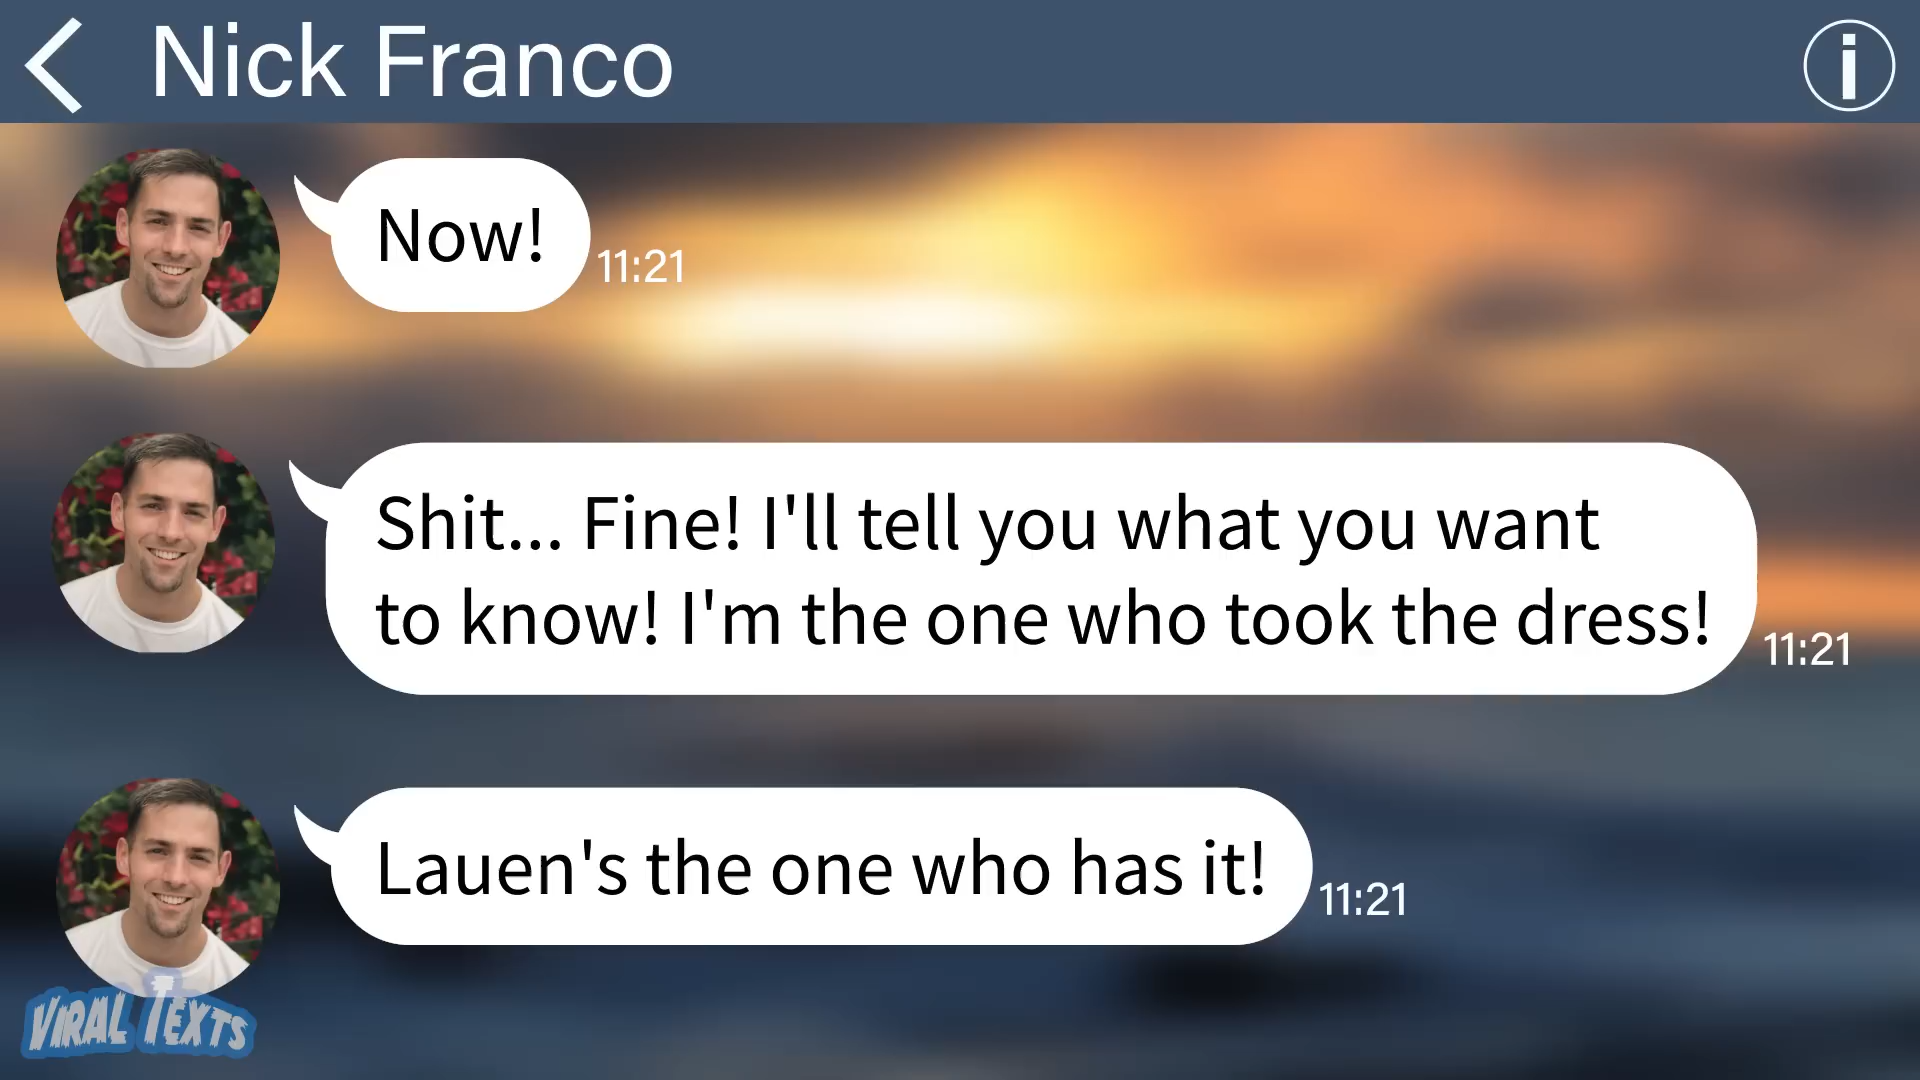 Nick Franco
Now!
11:21
Shit... Fine! I'll tell you what you want
to know! I'm the one who took the dress!
11:21
Lauen's the one who has it!
11:21
VIRAL TEXTS